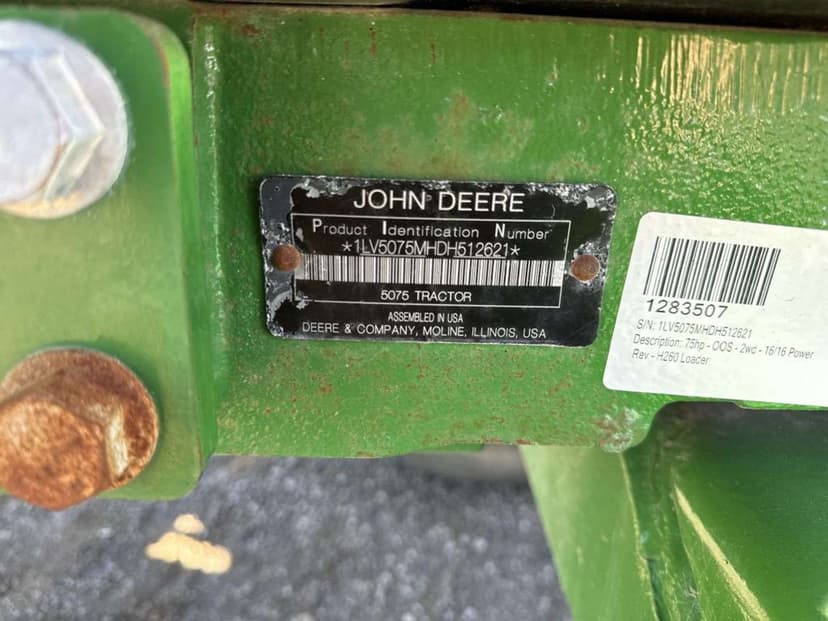 JOHN DEERE
Product Identification Number
*1LV5075MHDH512621*
5075 TRACTOR
ASSEMBLED IN USA
DEERE & COMPANY, MOLINE, ILLINOIS, USA
1283507
S/N: 1LV5075MHDH512621
Description: 75hp - OOS - 2wd - 16/16 Power
Rev - H260 Loader